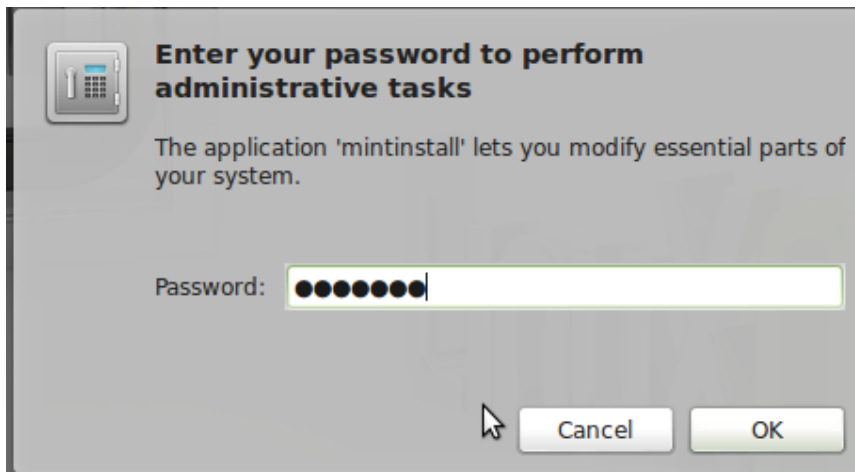 Enter your password to perform
administrative tasks
The application 'mintinstall' lets you modify essential parts of
your system.
Password: ●●●●●●●
Cancel OK